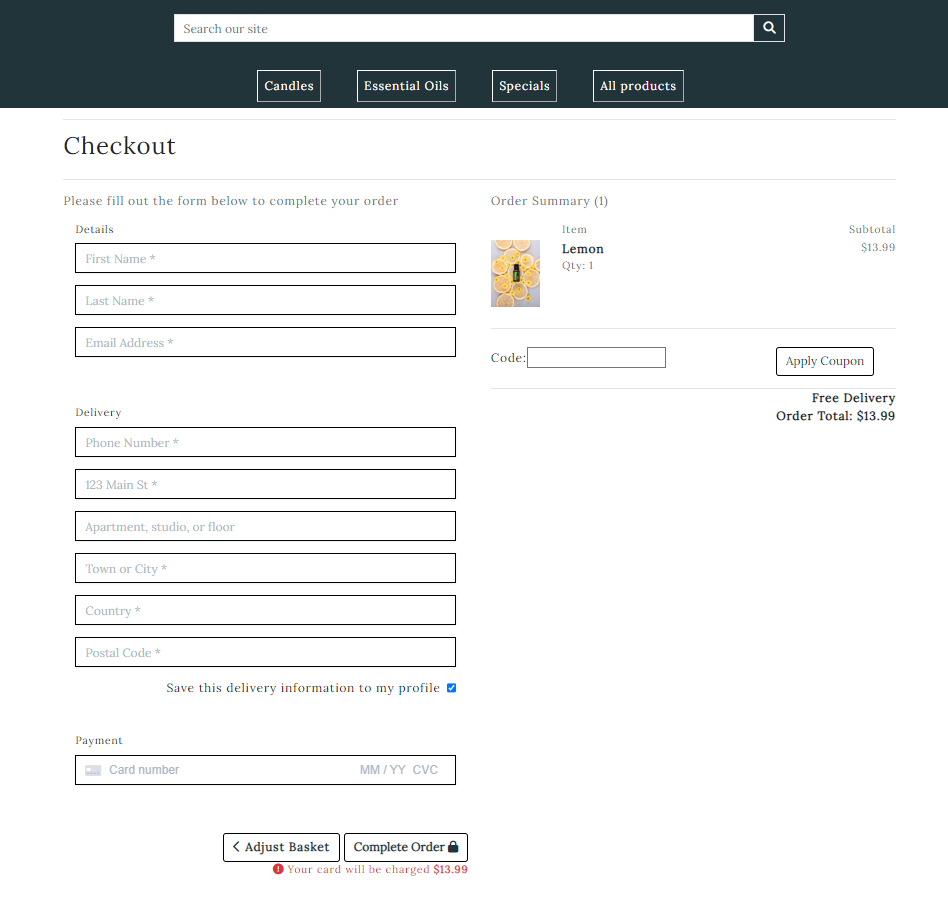 Search our site
Candles
Essential Oils
Specials
All products
Checkout
Please fill out the form below to complete your order
Details
First Name *
Last Name *
Email Address *
Delivery
Phone Number *
123 Main St *
Apartment, studio, or floor
Town or City *
Country *
Postal Code *
Save this delivery information to my profile
Payment
Card number MM / YY CVC
Adjust Basket
Complete Order
Your card will be charged $13.99
Order Summary (1)
Item Subtotal
Lemon $13.99
Qty: 1
Code:
Apply Coupon
Free Delivery
Order Total: $13.99